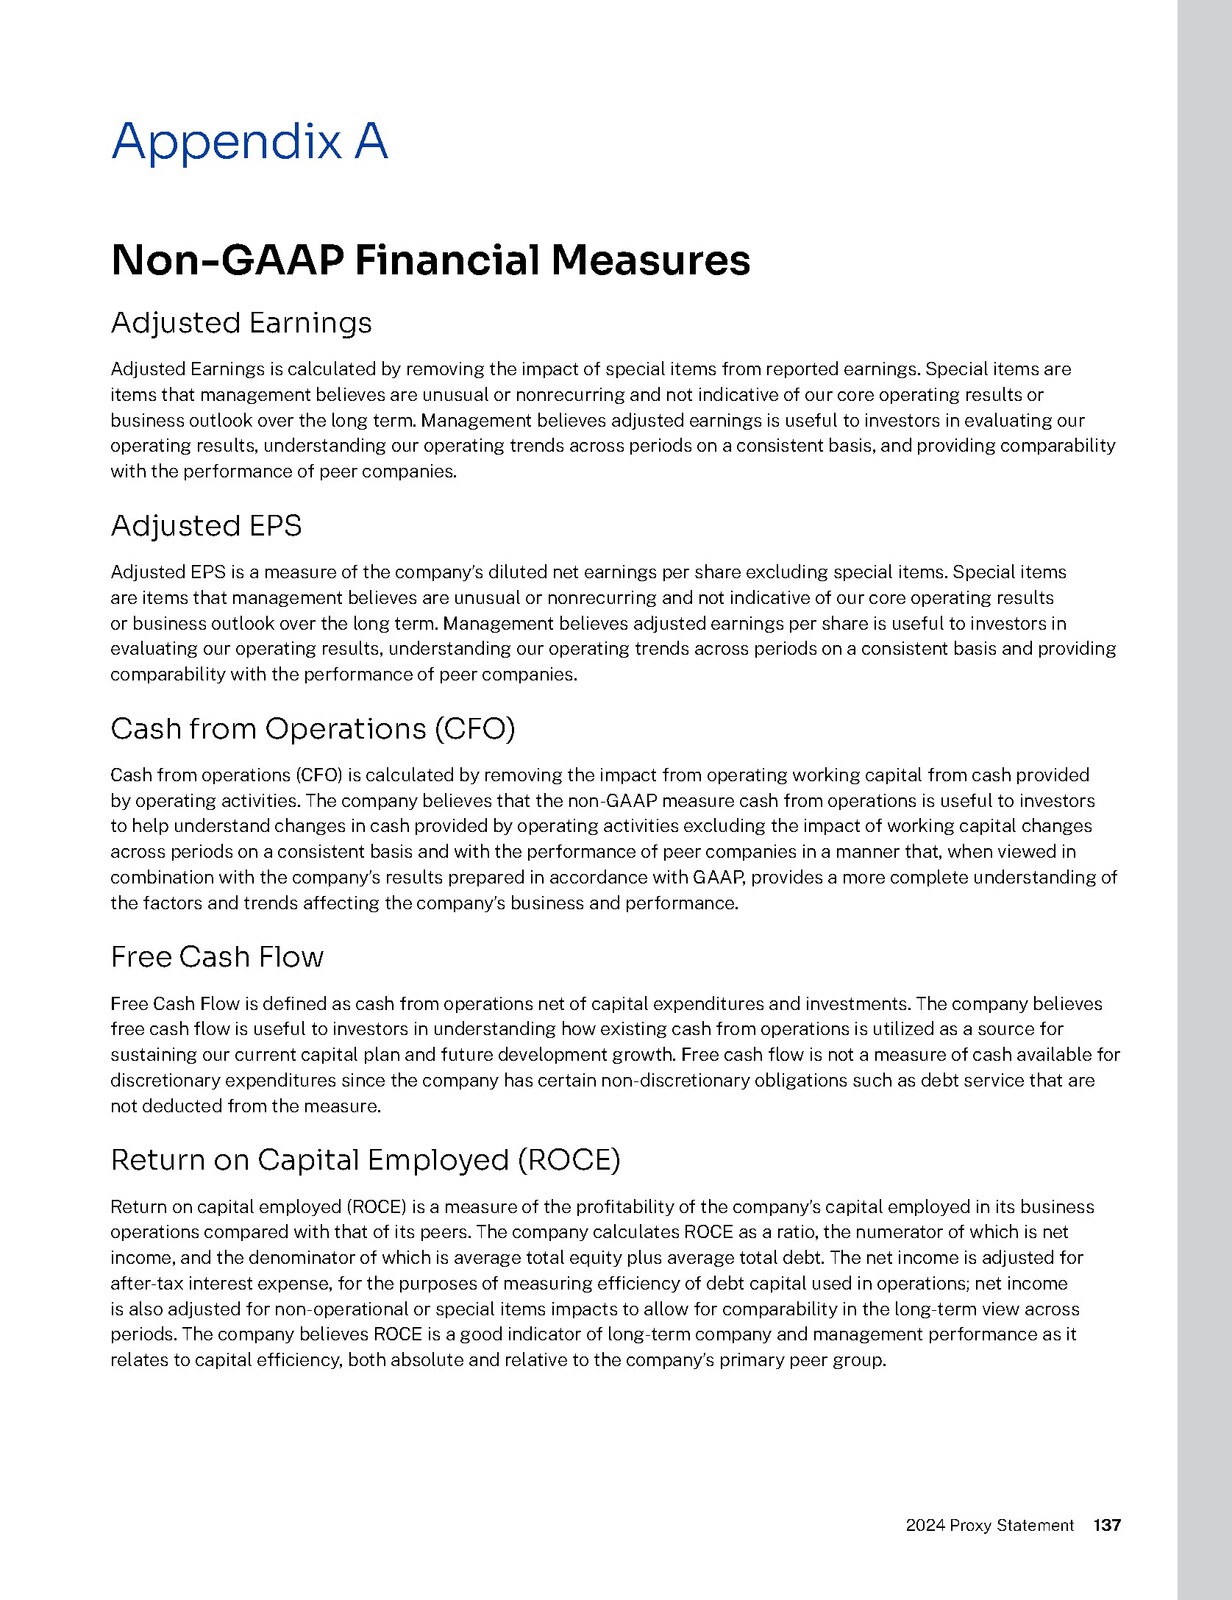 Appendix A
Non-GAAP Financial Measures
Adjusted Earnings
Adjusted Earnings is calculated by removing the impact of special items from reported earnings. Special items are
items that management believes are unusual or nonrecurring and not indicative of our core operating results or
business outlook over the long term. Management believes adjusted earnings is useful to investors in evaluating our
operating results, understanding our operating trends across periods on a consistent basis, and providing comparability
with the performance of peer companies.
Adjusted EPS
Adjusted EPS is a measure of the company's diluted net earnings per share excluding special items. Special items
are items that management believes are unusual or nonrecurring and not indicative of our core operating results
or business outlook over the long term. Management believes adjusted earnings per share is useful to investors in
evaluating our operating results, understanding our operating trends across periods on a consistent basis and providing
comparability with the performance of peer companies.
Cash from Operations (CFO)
Cash from operations (CFO) is calculated by removing the impact from operating working capital from cash provided
by operating activities. The company believes that the non-GAAP measure cash from operations is useful to investors
to help understand changes in cash provided by operating activities excluding the impact of working capital changes
across periods on a consistent basis and with the performance of peer companies in a manner that, when viewed in
combination with the company's results prepared in accordance with GAAP, provides a more complete understanding of
the factors and trends affecting the company's business and performance.
Free Cash Flow
Free Cash Flow is defined as cash from operations net of capital expenditures and investments. The company believes
free cash flow is useful to investors in understanding how existing cash from operations is utilized as a source for
sustaining our current capital plan and future development growth. Free cash flow is not a measure of cash available for
discretionary expenditures since the company has certain non-discretionary obligations such as debt service that are
not deducted from the measure.
Return on Capital Employed (ROCE)
Return on capital employed (ROCE) is a measure of the profitability of the company's capital employed in its business
operations compared with that of its peers. The company calculates ROCE as a ratio, the numerator of which is net
income, and the denominator of which is average total equity plus average total debt. The net income is adjusted for
after-tax interest expense, for the purposes of measuring efficiency of debt capital used in operations; net income
is also adjusted for non-operational or special items impacts to allow for comparability in the long-term view across
periods. The company believes ROCE is a good indicator of long-term company and management performance as it
relates to capital efficiency, both absolute and relative to the company's primary peer group.
2024 Proxy Statement 137